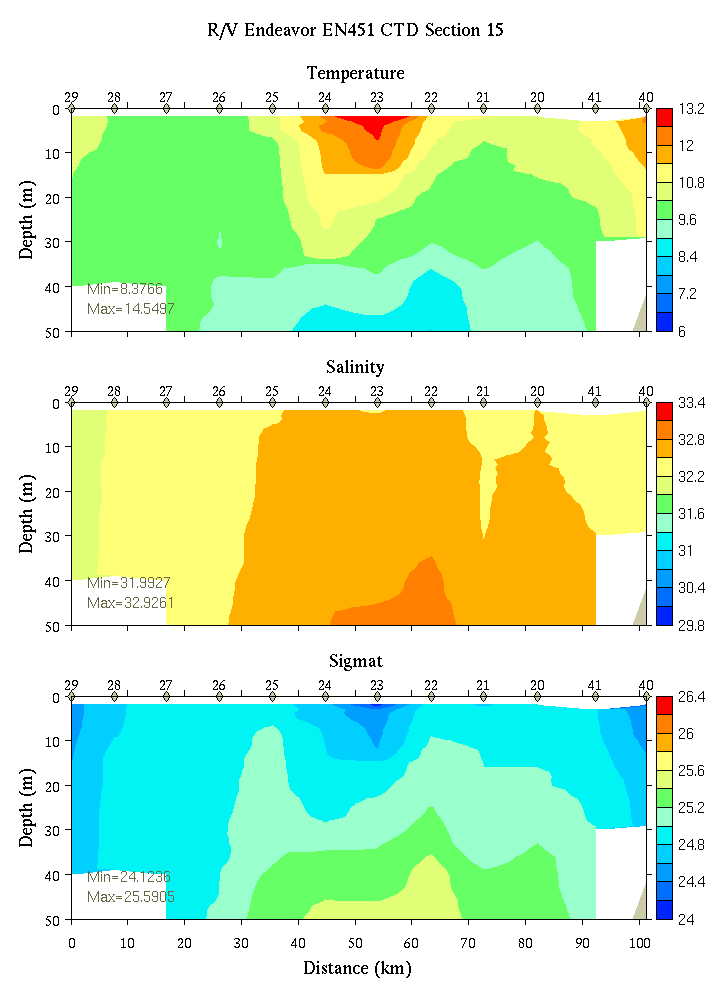 R/V Endeavor EN451 CTD Section 15
Temperature
29 28 27 26 25 24 23 22 21 20 41 40
0
10
20
30
40
50
Depth (m)
Min=8.3766
Max=14.5497
13.2
12
10.8
9.6
8.4
7.2
6
Salinity
29 28 27 26 25 24 23 22 21 20 41 40
0
10
20
30
40
50
Depth (m)
Min=31.9927
Max=32.9261
33.4
32.8
32.2
31.6
31
30.4
29.8
Sigmat
29 28 27 26 25 24 23 22 21 20 41 40
0
10
20
30
40
50
Depth (m)
Min=24.1236
Max=25.5905
26.4
26
25.6
25.2
24.8
24.4
24
0 10 20 30 40 50 60 70 80 90 100
Distance (km)